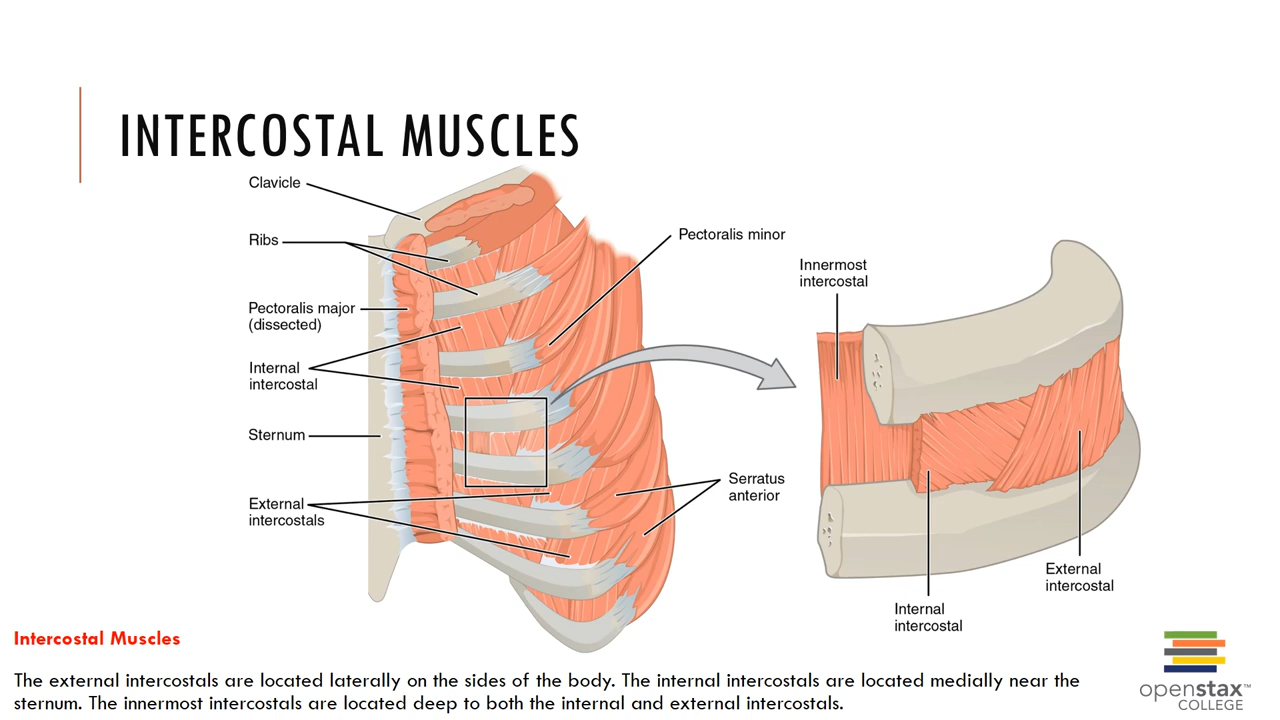 INTERCOSTAL MUSCLES
Clavicle
Ribs
Pectoralis major
(dissected)
Internal
intercostal
Sternum
External
intercostals
Pectoralis minor
Serratus
anterior
Innermost
intercostal
External
intercostal
Internal
intercostal
Intercostal Muscles
The external intercostals are located laterally on the sides of the body. The internal intercostals are located medially near the
sternum. The innermost intercostals are located deep to both the internal and external intercostals.
openstax™
COLLEGE